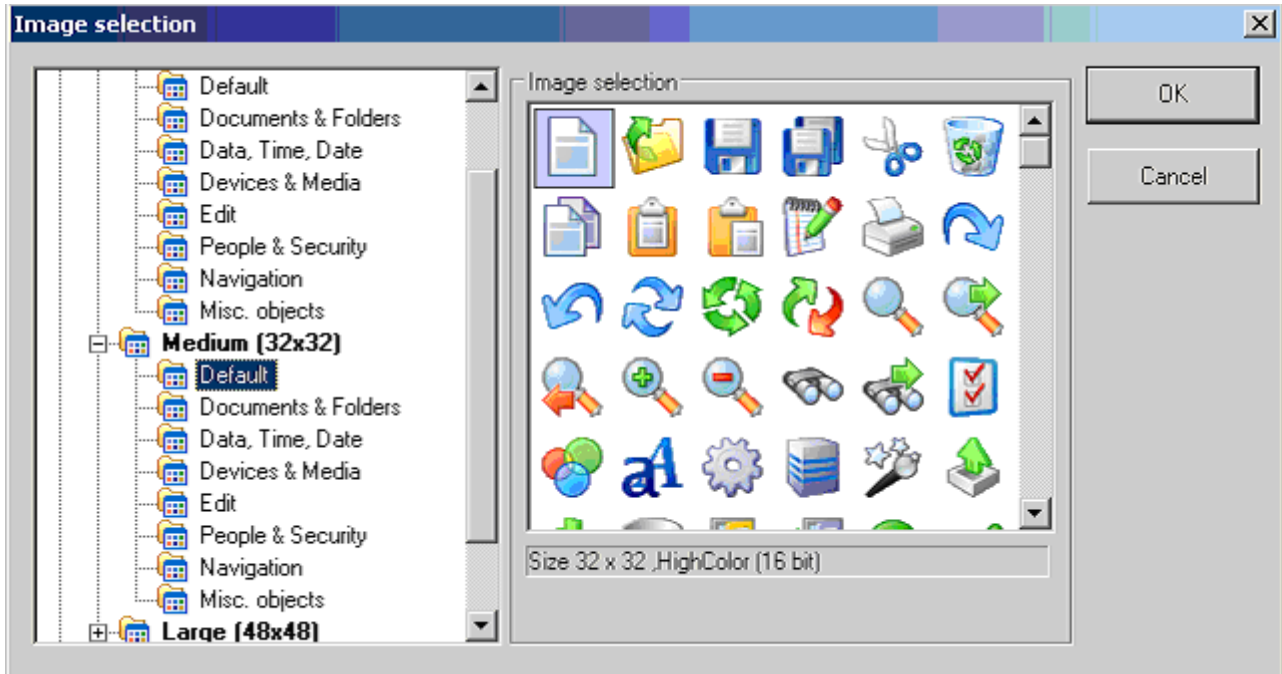 Image selection
Default
Documents & Folders
Data, Time, Date
Devices & Media
Edit
People & Security
Navigation
Misc. objects
Medium (32x32)
Default
Documents & Folders
Data, Time, Date
Devices & Media
Edit
People & Security
Navigation
Misc. objects
Large (48x48)
Image selection
aA
Size 32 x 32 ,HighColor (16 bit)
OK
Cancel